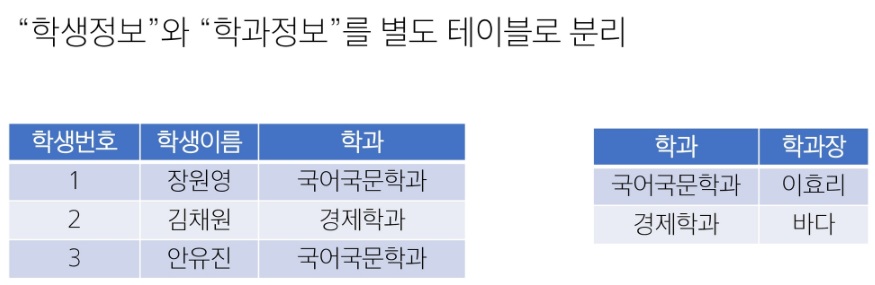 “학생정보”와 “학과정보”를 별도 테이블로 분리
학생번호 학생이름 학과
1 장원영 국어국문학과
2 김채원 경제학과
3 안유진 국어국문학과
학과 학과장
국어국문학과 이효리
경제학과 바다